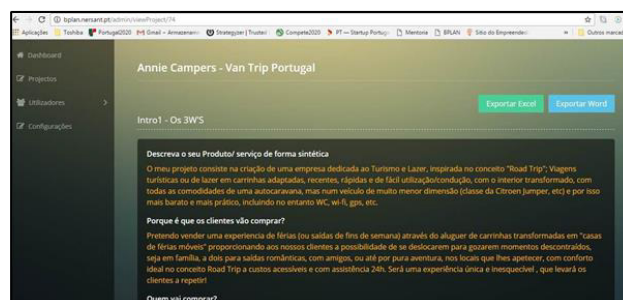 bplan.nersant.pt/admin/viewProject/74
Aplicações Toshiba Portugal2020 Gmail - Armazenam Strategyzer | Trusted Compete2020 PT — Startup Portug Mentoria BPLAN Sítio do Empreended Outros marcad
Dashboard
Projectos
Utilizadores
Configurações
Annie Campers - Van Trip Portugal
Exportar Excel Exportar Word
Intro1 - Os 3W'S
Descreva o seu Produto/ serviço de forma sintética
O meu projeto consiste na criação de uma empresa dedicada ao Turismo e Lazer, inspirada no conceito "Road Trip"; Viagens
turísticas ou de lazer em carrinhas adaptadas, recentes, rápidas e de fácil utilização/condução, com o interior transformado, com
todas as comodidades de uma autocaravana, mas num veículo de muito menor dimensão (classe da Citroen Jumper, etc) e por isso
mais barato e mais prático, incluindo no entanto WC, wi-fi, gps, etc.
Porque é que os clientes vão comprar?
Pretendo vender uma experiencia de férias (ou saídas de fins de semana) através do aluguer de carrinhas transformadas em "casas
de férias móveis" proporcionando aos nossos clientes a possibilidade de se deslocarem para gozarem momentos descontraídos,
seja em família, a dois para saídas românticas, com amigos, ou até por pura aventura, nos locais que lhes apetecer, com conforto
ideal no conceito Road Trip a custos acessíveis e com assistência 24h. Será uma experiência única e inesquecível , que levará os
clientes a repetir!
Quem vai comprar?